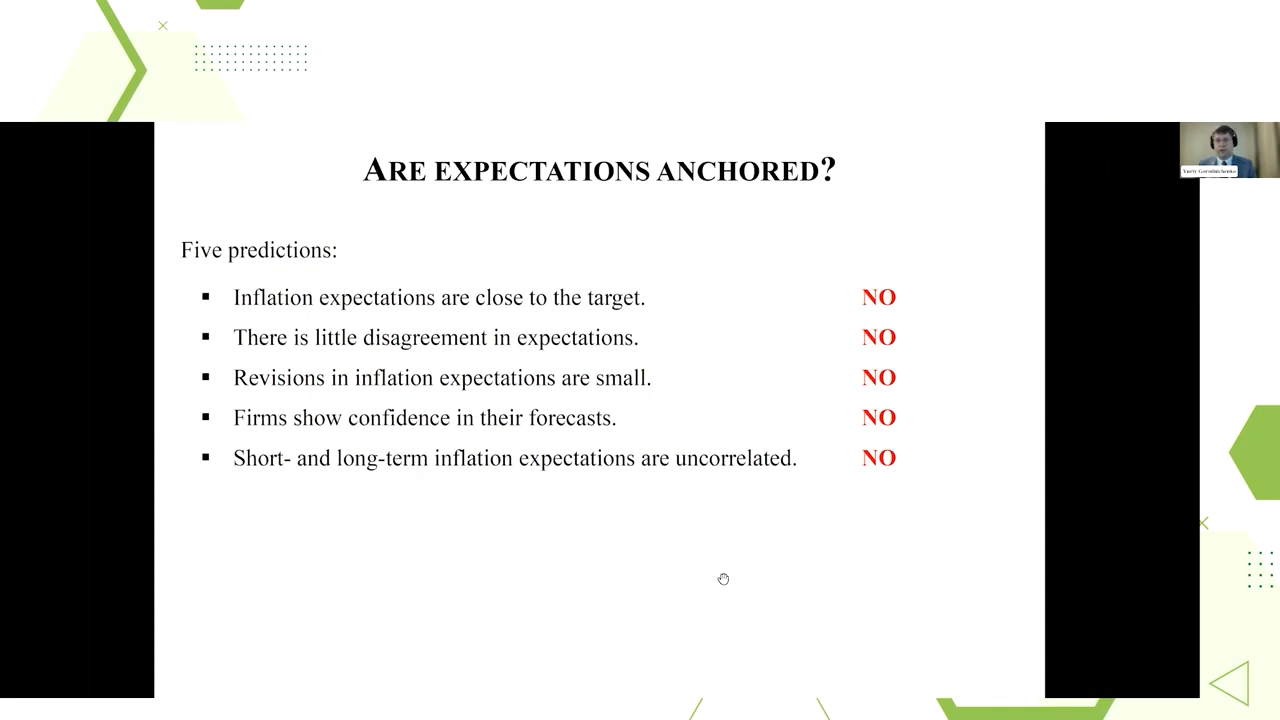 ARE EXPECTATIONS ANCHORED?
Yuriy Gorodnichenko
Five predictions:
▪ Inflation expectations are close to the target. NO
▪ There is little disagreement in expectations. NO
▪ Revisions in inflation expectations are small. NO
▪ Firms show confidence in their forecasts. NO
▪ Short- and long-term inflation expectations are uncorrelated. NO